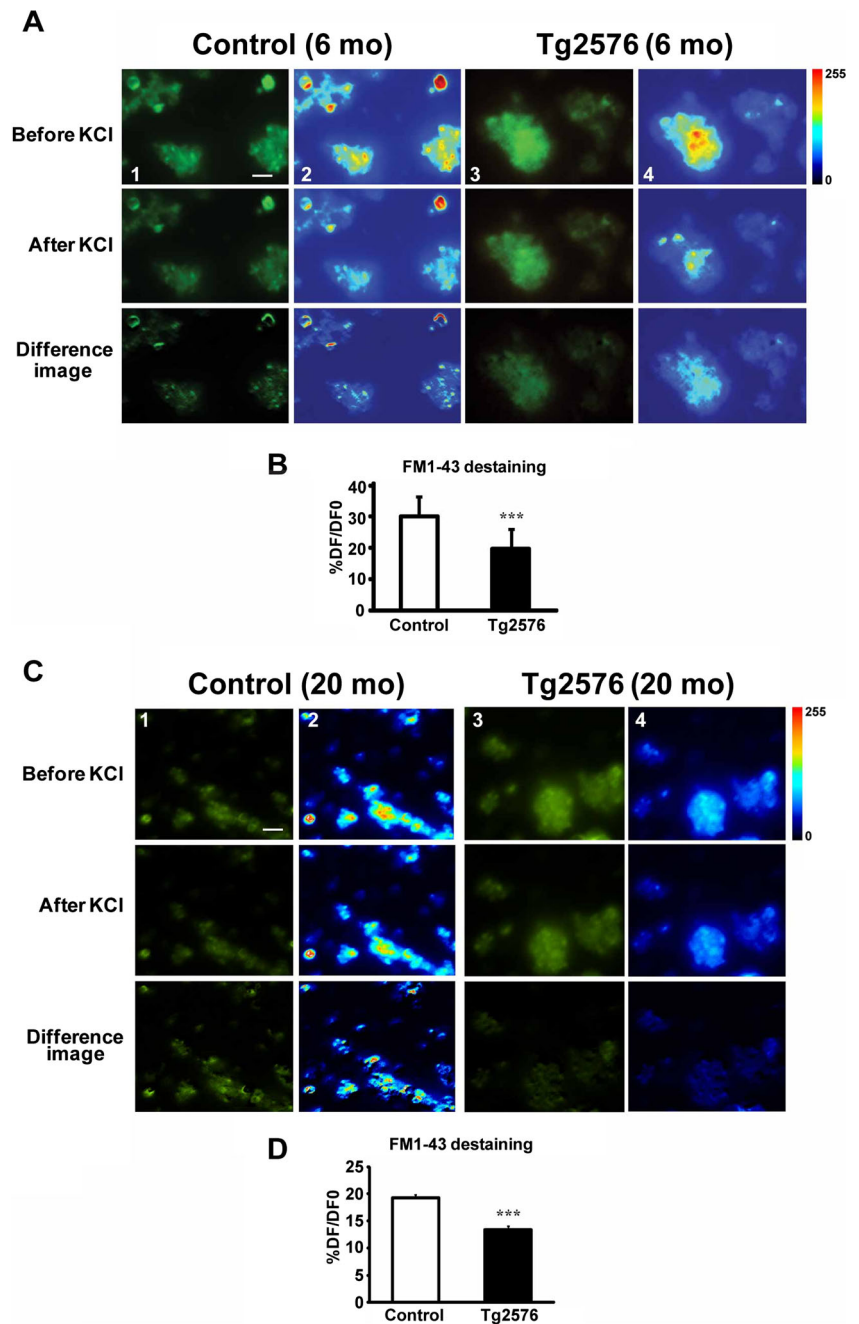 A
Control (6 mo) Tg2576 (6 mo)
Before KCl
1 2 3 4
255
0
After KCl
Difference image
B
FM1-43 destaining
%DF/DF0
40
30
20
10
0
***
Control Tg2576
C
Control (20 mo) Tg2576 (20 mo)
1 2 3 4
255
Before KCl
0
After KCl
Difference image
D
FM1-43 destaining
%DF/DF0
25
20
15
10
5
0
***
Control Tg2576